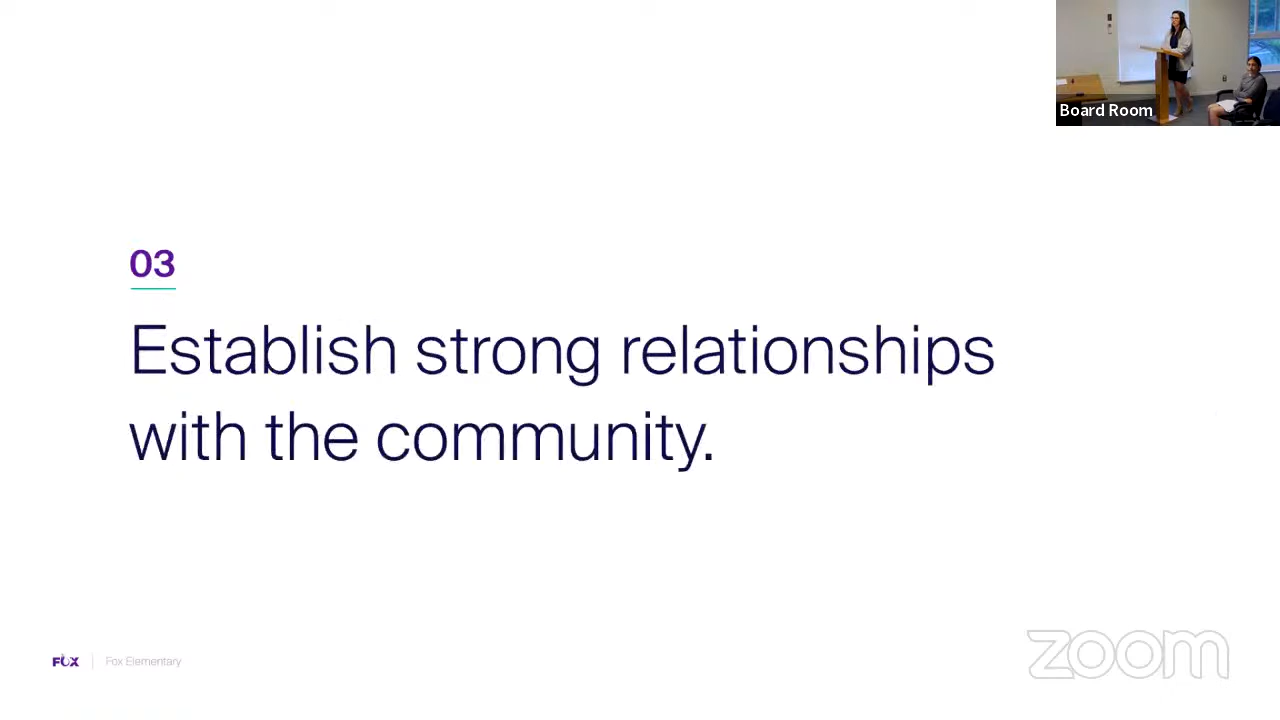 Board Room
03
Establish strong relationships
with the community.
FOX
Fox Elementary
zoom